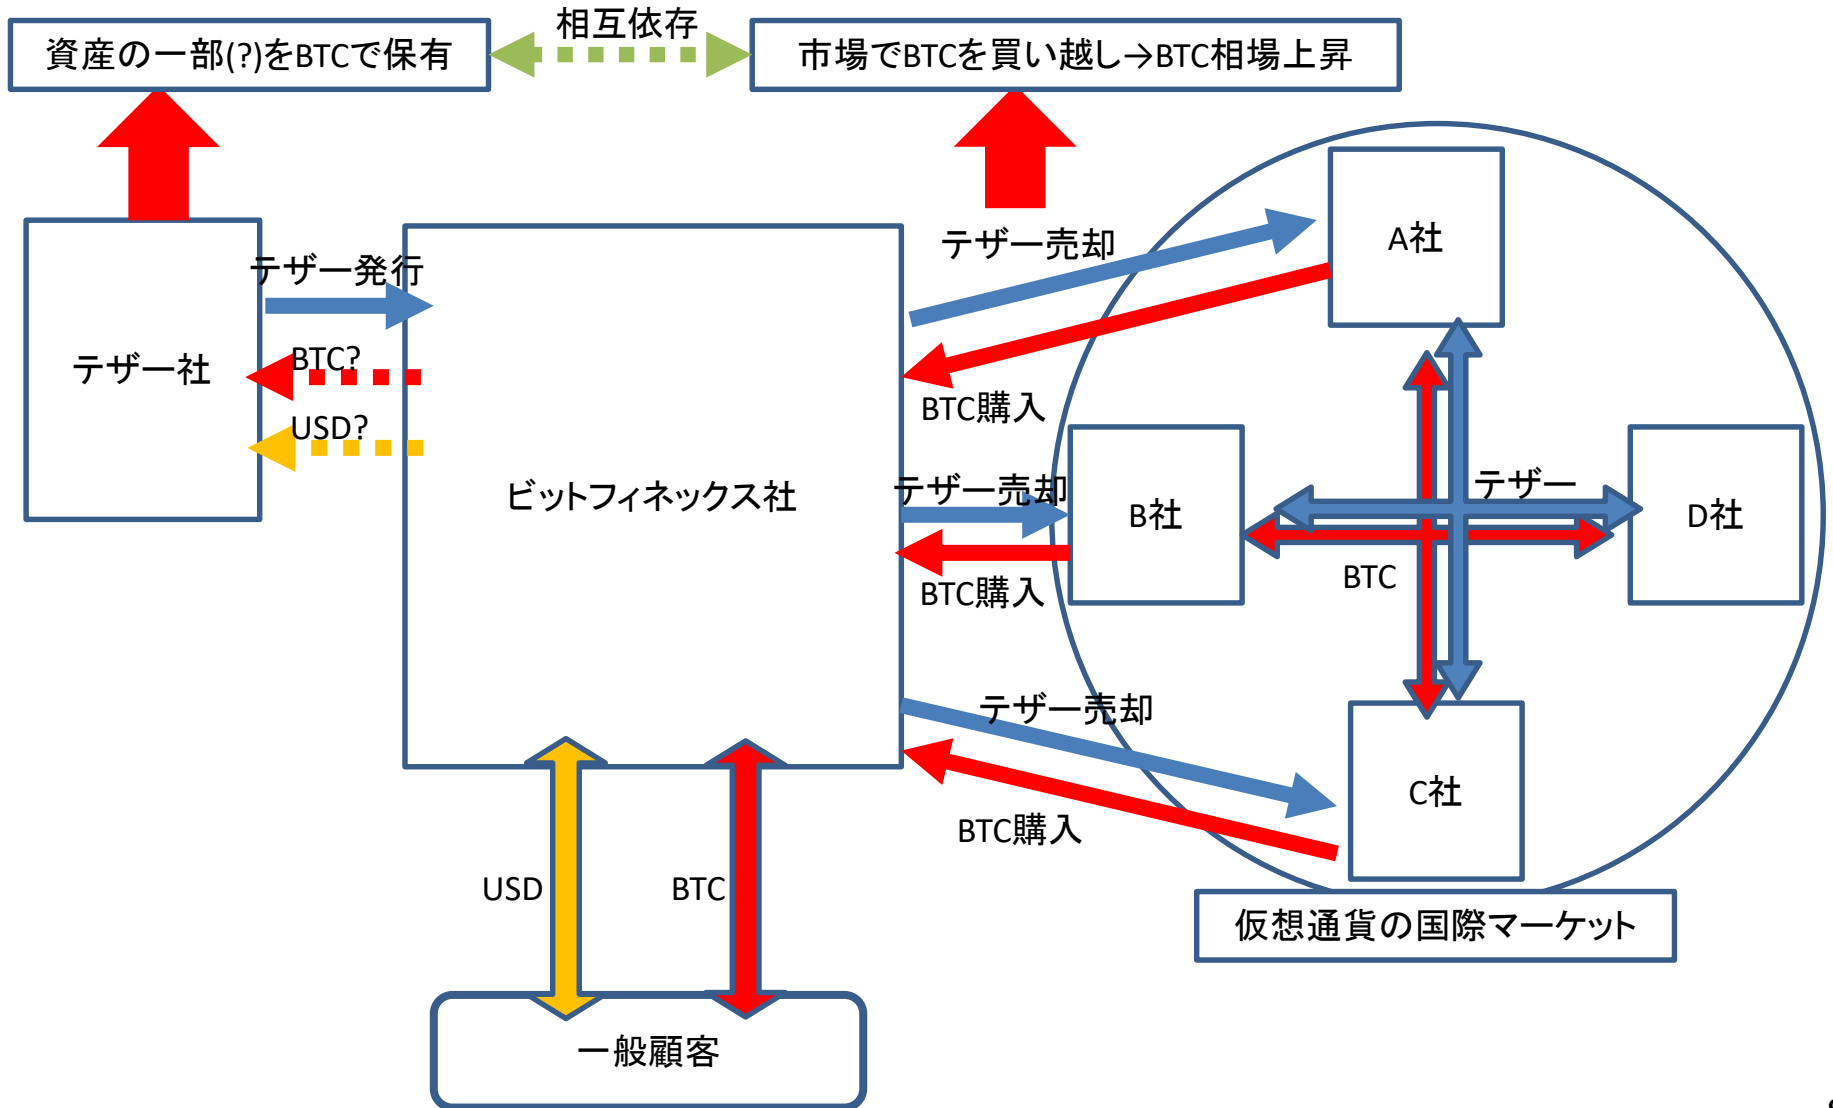 相互依存
資産の一部(?)をBTCで保有
市場でBTCを買い越し→BTC相場上昇
テザー売却
A社
テザー発行
BTC?
テザー社
BTC購入
USD?
ビットフィネックス社
テザー売却
テザー
B社
D社
BTC
BTC購入
テザー売却
C社
BTC購入
USD
BTC
仮想通貨の国際マーケット
一般顧客